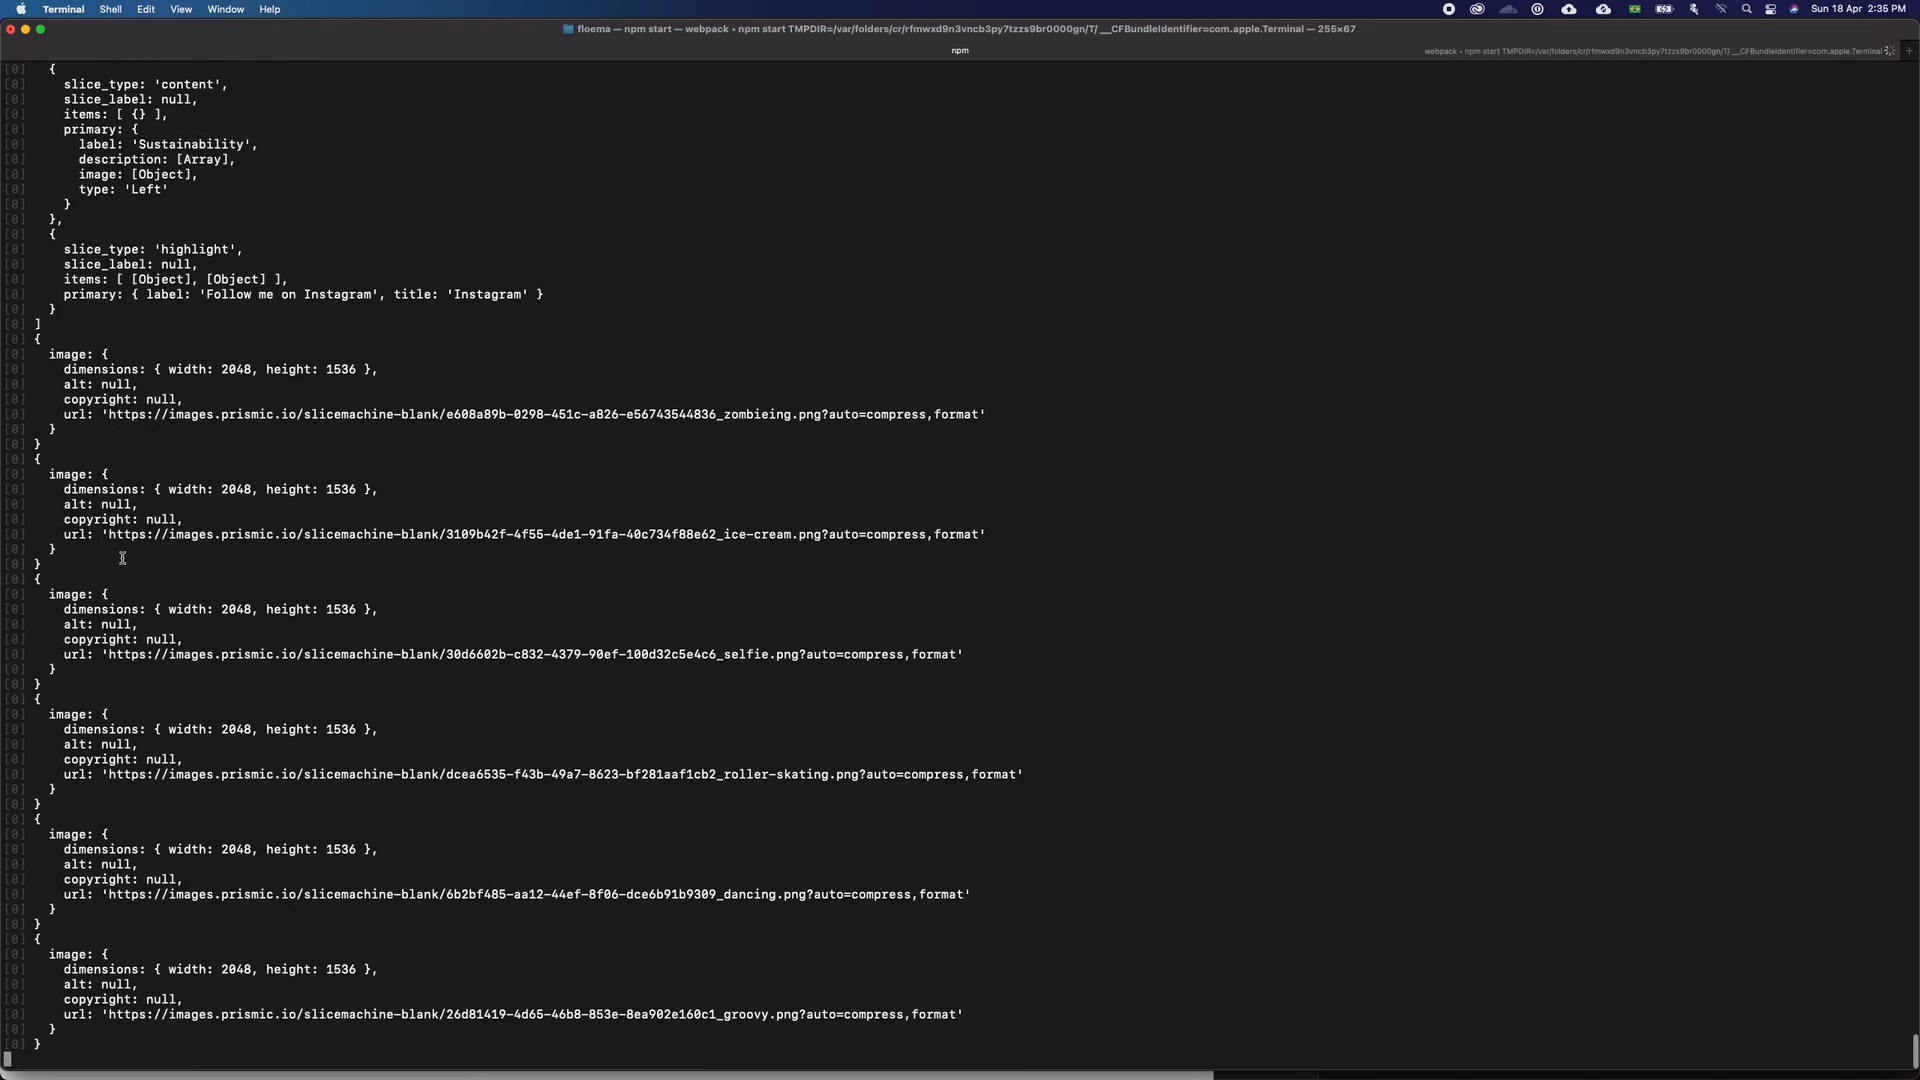 Terminal Shell Edit View Window Help Sun 18 Apr 2:35 PM
floema — npm start — webpack • npm start TMPDIR=/var/folders/cr/rfmwxd9n3vncb3py7tzzs9br0000gn/T/ __CFBundleIdentifier=com.apple.Terminal — 255×67
npm
webpack • npm start TMPDIR=/var/folders/cr/rfmwxd9n3vncb3py7tzzs9br0000gn/T/ __CFBundleIdentifier=com.apple.Terminal
[0] {
[0] slice_type: 'content',
[0] slice_label: null,
[0] items: [ {} ],
[0] primary: {
[0] label: 'Sustainability',
[0] description: [Array],
[0] image: [Object],
[0] type: 'Left'
[0] }
[0] },
[0] {
[0] slice_type: 'highlight',
[0] slice_label: null,
[0] items: [ [Object], [Object] ],
[0] primary: { label: 'Follow me on Instagram', title: 'Instagram' }
[0] }
[0] ]
[0] {
[0] image: {
[0] dimensions: { width: 2048, height: 1536 },
[0] alt: null,
[0] copyright: null,
[0] url: 'https://images.prismic.io/slicemachine-blank/e608a89b-0298-451c-a826-e56743544836_zombieing.png?auto=compress,format'
[0] }
[0] }
[0] {
[0] image: {
[0] dimensions: { width: 2048, height: 1536 },
[0] alt: null,
[0] copyright: null,
[0] url: 'https://images.prismic.io/slicemachine-blank/3109b42f-4f55-4de1-91fa-40c734f88e62_ice-cream.png?auto=compress,format'
[0] }
[0] }
[0] {
[0] image: {
[0] dimensions: { width: 2048, height: 1536 },
[0] alt: null,
[0] copyright: null,
[0] url: 'https://images.prismic.io/slicemachine-blank/30d6602b-c832-4379-90ef-100d32c5e4c6_selfie.png?auto=compress,format'
[0] }
[0] }
[0] {
[0] image: {
[0] dimensions: { width: 2048, height: 1536 },
[0] alt: null,
[0] copyright: null,
[0] url: 'https://images.prismic.io/slicemachine-blank/dcea6535-f43b-49a7-8623-bf281aaf1cb2_roller-skating.png?auto=compress,format'
[0] }
[0] }
[0] {
[0] image: {
[0] dimensions: { width: 2048, height: 1536 },
[0] alt: null,
[0] copyright: null,
[0] url: 'https://images.prismic.io/slicemachine-blank/6b2bf485-aa12-44ef-8f06-dce6b91b9309_dancing.png?auto=compress,format'
[0] }
[0] }
[0] {
[0] image: {
[0] dimensions: { width: 2048, height: 1536 },
[0] alt: null,
[0] copyright: null,
[0] url: 'https://images.prismic.io/slicemachine-blank/26d81419-4d65-46b8-853e-8ea902e160c1_groovy.png?auto=compress,format'
[0] }
[0] }